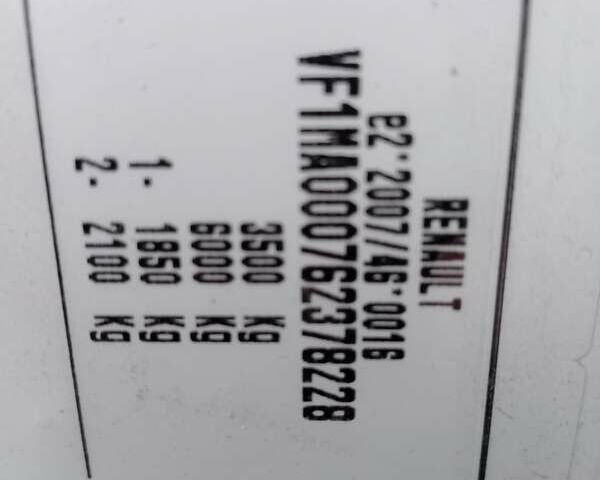 RENAULT
e2*2007/46*0016
VF1MA000762378228
3500 Kg
6000 Kg
1- 1850 Kg
2- 2100 Kg